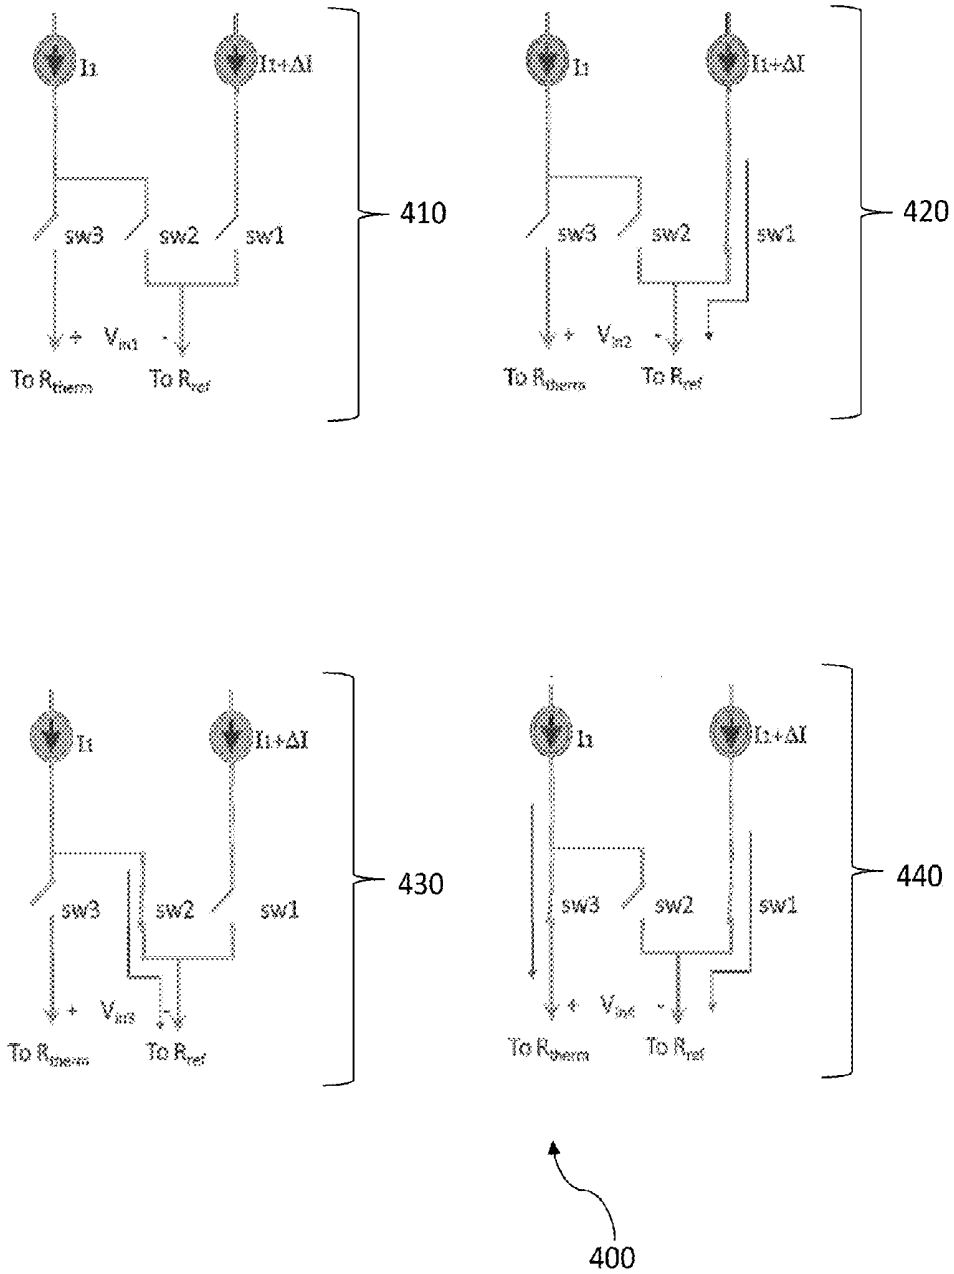 I₁ I₁+ΔI
sw3 sw2 sw1
410
+ Vin1 -
To Rtherm To Rref
I₁ I₁+ΔI
sw3 sw2 sw1
420
+ Vin2 -
To Rtherm To Rref
I₁ I₁+ΔI
sw3 sw2 sw1
430
+ Vin3 -
To Rtherm To Rref
I₁ I₁+ΔI
sw3 sw2 sw1
440
+ Vin4 -
To Rtherm To Rref
400